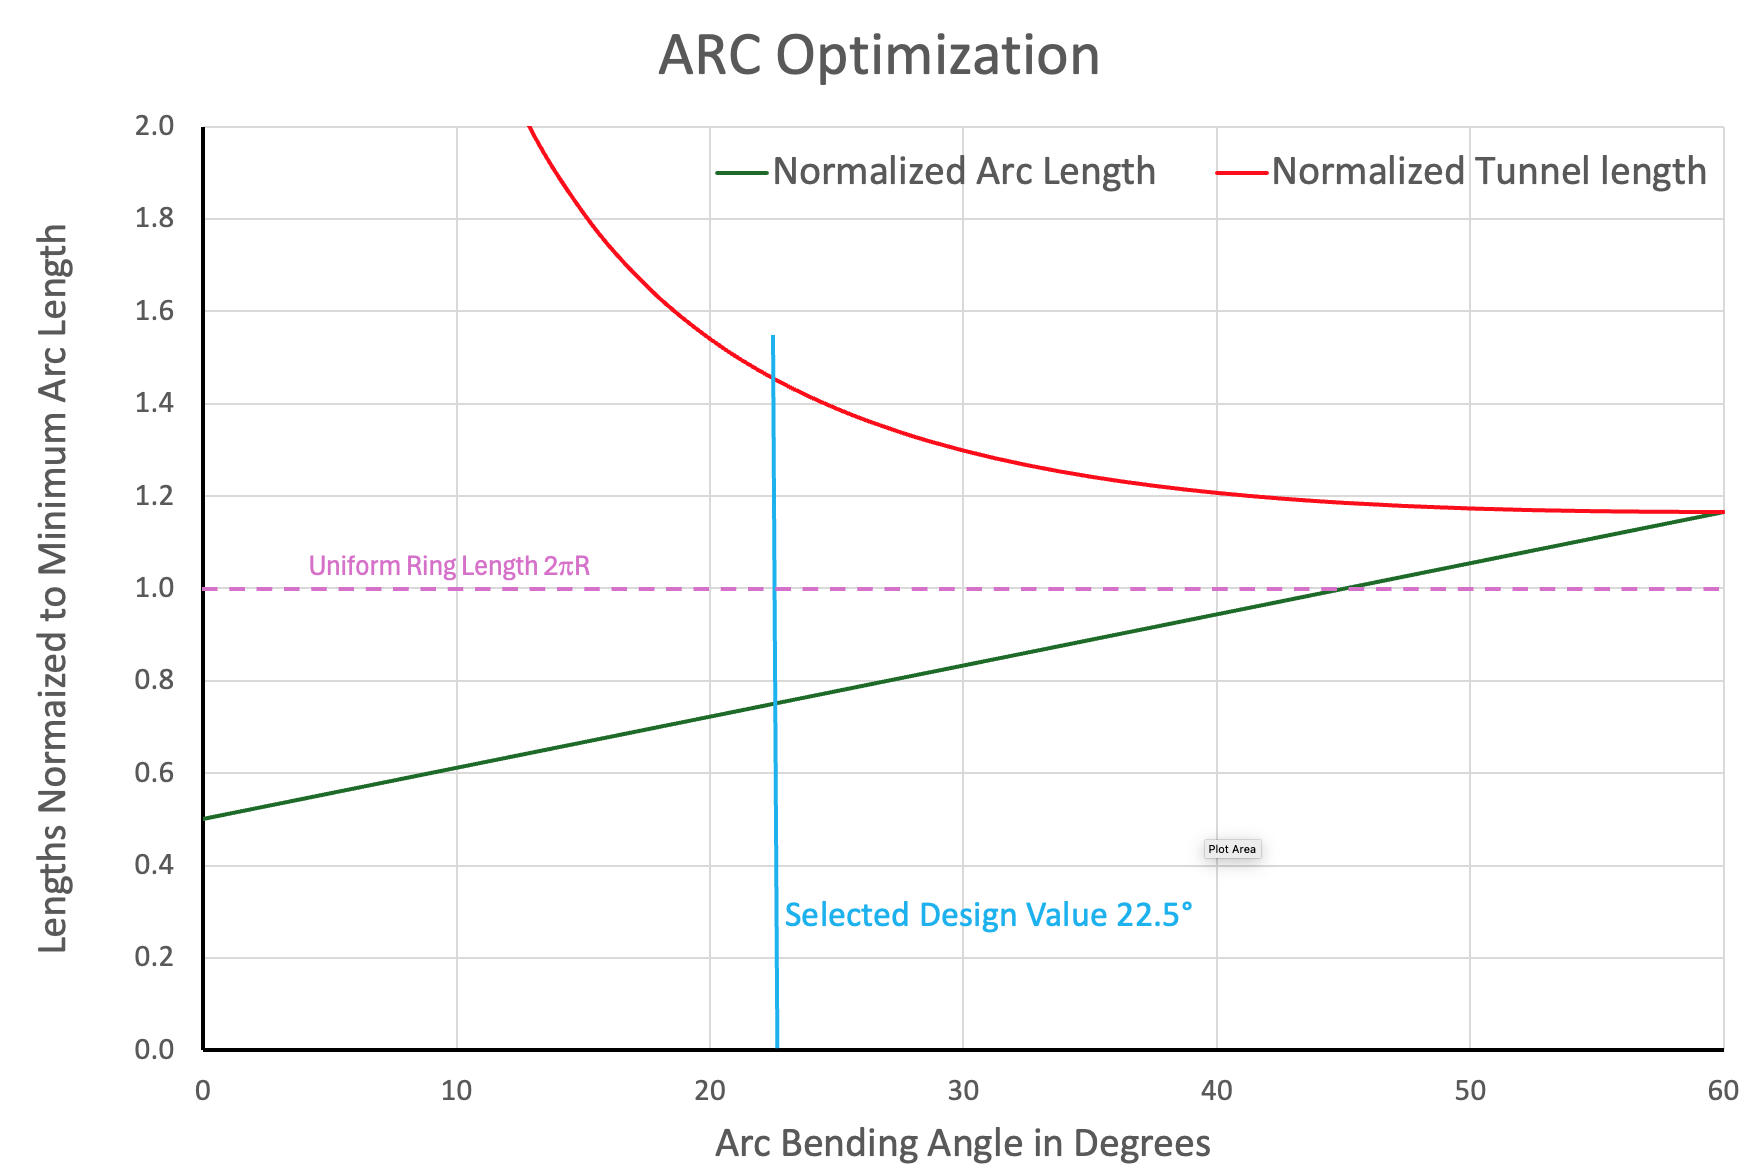 ARC Optimization
Lengths Normaized to Minimum Arc Length
2.0
1.8
1.6
1.4
1.2
1.0
0.8
0.6
0.4
0.2
0.0
Normalized Arc Length
Normalized Tunnel length
Uniform Ring Length 2πR
Plot Area
Selected Design Value 22.5°
0 10 20 30 40 50 60
Arc Bending Angle in Degrees